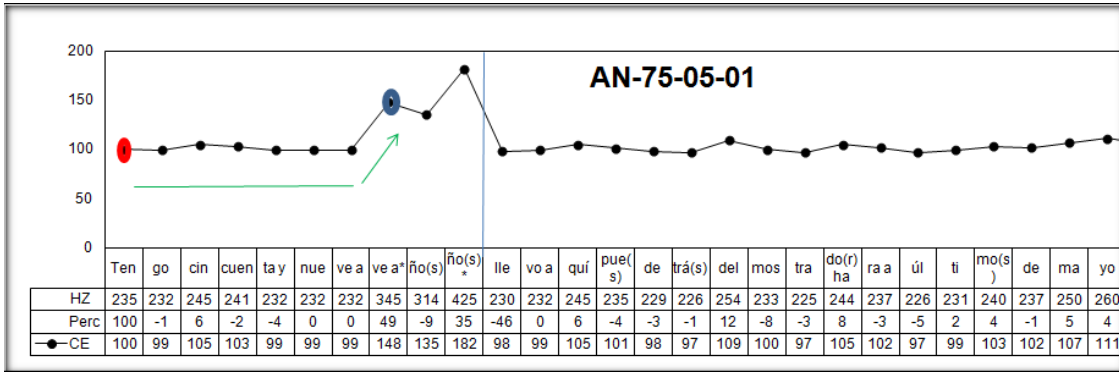 200
AN-75-05-01
150
100
50
0
Ten go cin cuen ta y nue ve a ve a* ño(s) ño(s)* lle vo a quí pue(s) de trá(s) del mos tra do(r) ha ra a úl ti mo(s) de ma yo
HZ 235 232 245 241 232 232 232 345 314 425 230 232 245 235 229 226 254 233 225 244 237 226 231 240 237 250 260
Perc 100 -1 6 -2 -4 0 0 49 -9 35 -46 0 6 -4 -3 -1 12 -8 -3 8 -3 -5 2 4 -1 5 4
CE 100 99 105 103 99 99 99 148 135 182 98 99 105 101 98 97 109 100 97 105 102 97 99 103 102 107 111